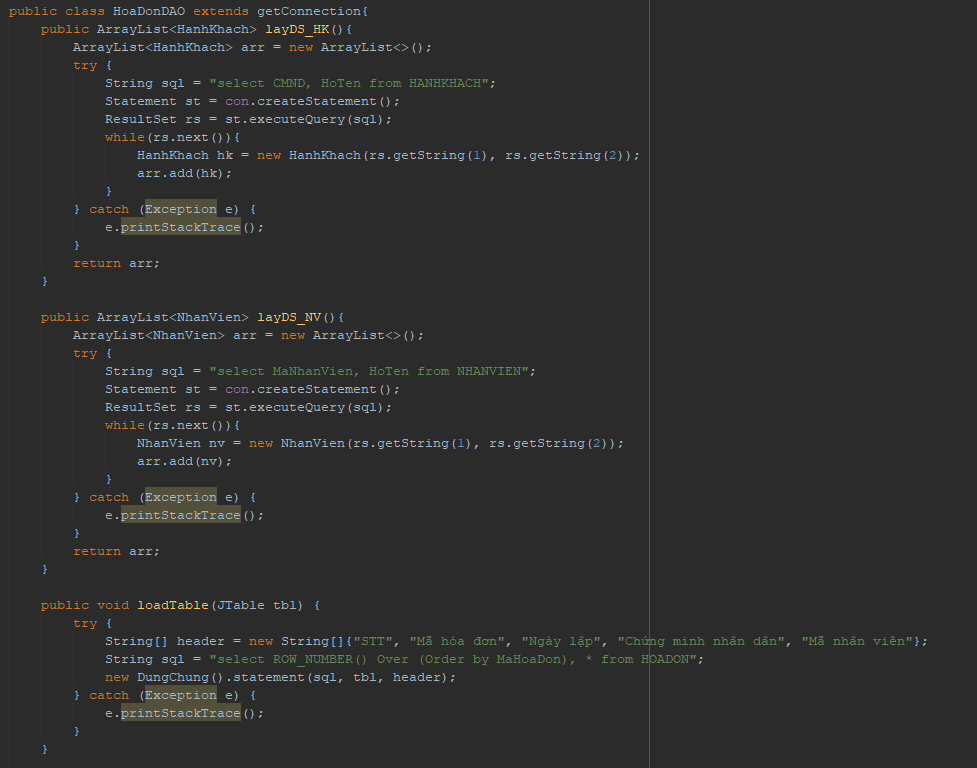 public class HoaDonDAO extends getConnection{
    public ArrayList<HanhKhach> layDS_HK(){
        ArrayList<HanhKhach> arr = new ArrayList<>();
        try {
            String sql = "select CMND, HoTen from HANHKHACH";
            Statement st = con.createStatement();
            ResultSet rs = st.executeQuery(sql);
            while(rs.next()){
                HanhKhach hk = new HanhKhach(rs.getString(1), rs.getString(2));
                arr.add(hk);
            }
        } catch (Exception e) {
            e.printStackTrace();
        }
        return arr;
    }

    public ArrayList<NhanVien> layDS_NV(){
        ArrayList<NhanVien> arr = new ArrayList<>();
        try {
            String sql = "select MaNhanVien, HoTen from NHANVIEN";
            Statement st = con.createStatement();
            ResultSet rs = st.executeQuery(sql);
            while(rs.next()){
                NhanVien nv = new NhanVien(rs.getString(1), rs.getString(2));
                arr.add(nv);
            }
        } catch (Exception e) {
            e.printStackTrace();
        }
        return arr;
    }

    public void loadTable(JTable tbl) {
        try {
            String[] header = new String[]{"STT", "Mã hóa đơn", "Ngày lập", "Chứng minh nhân dân", "Mã nhân viên"};
            String sql = "select ROW_NUMBER() Over (Order by MaHoaDon), * from HOADON";
            new DungChung().statement(sql, tbl, header);
        } catch (Exception e) {
            e.printStackTrace();
        }
    }